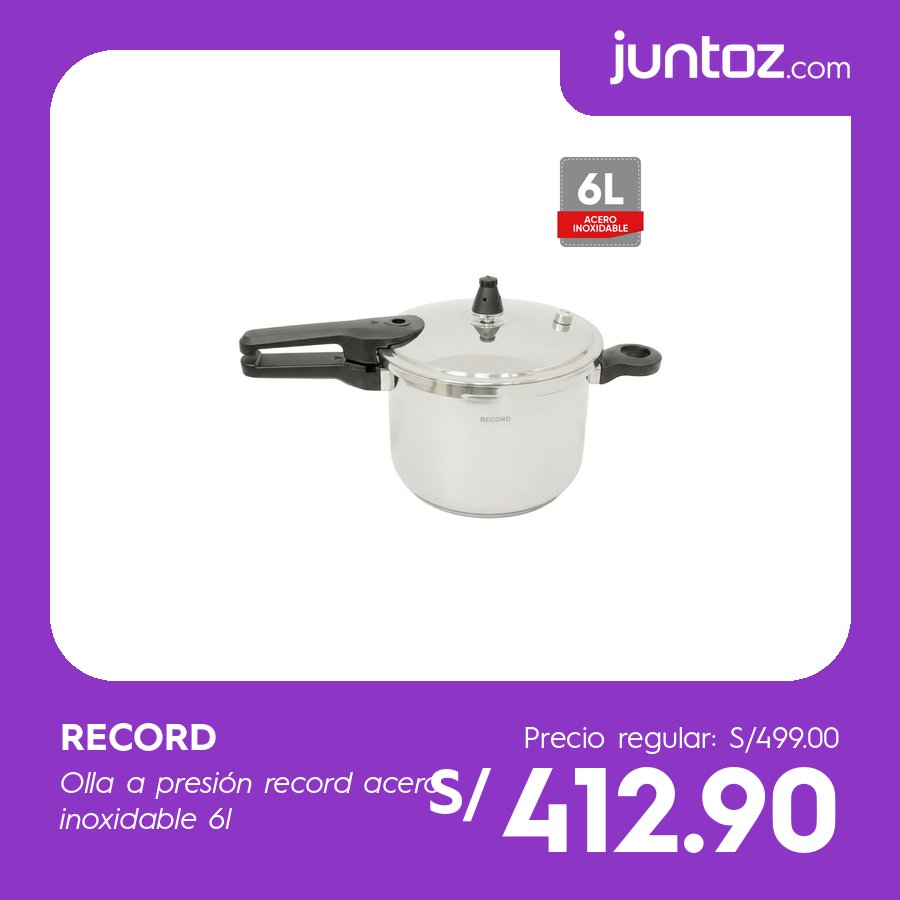 juntoz.com
6L
ACERO
INOXIDABLE
RECORD
RECORD
Precio regular: S/499.00
Olla a presión record acero
inoxidable 6l
S/ 412.90